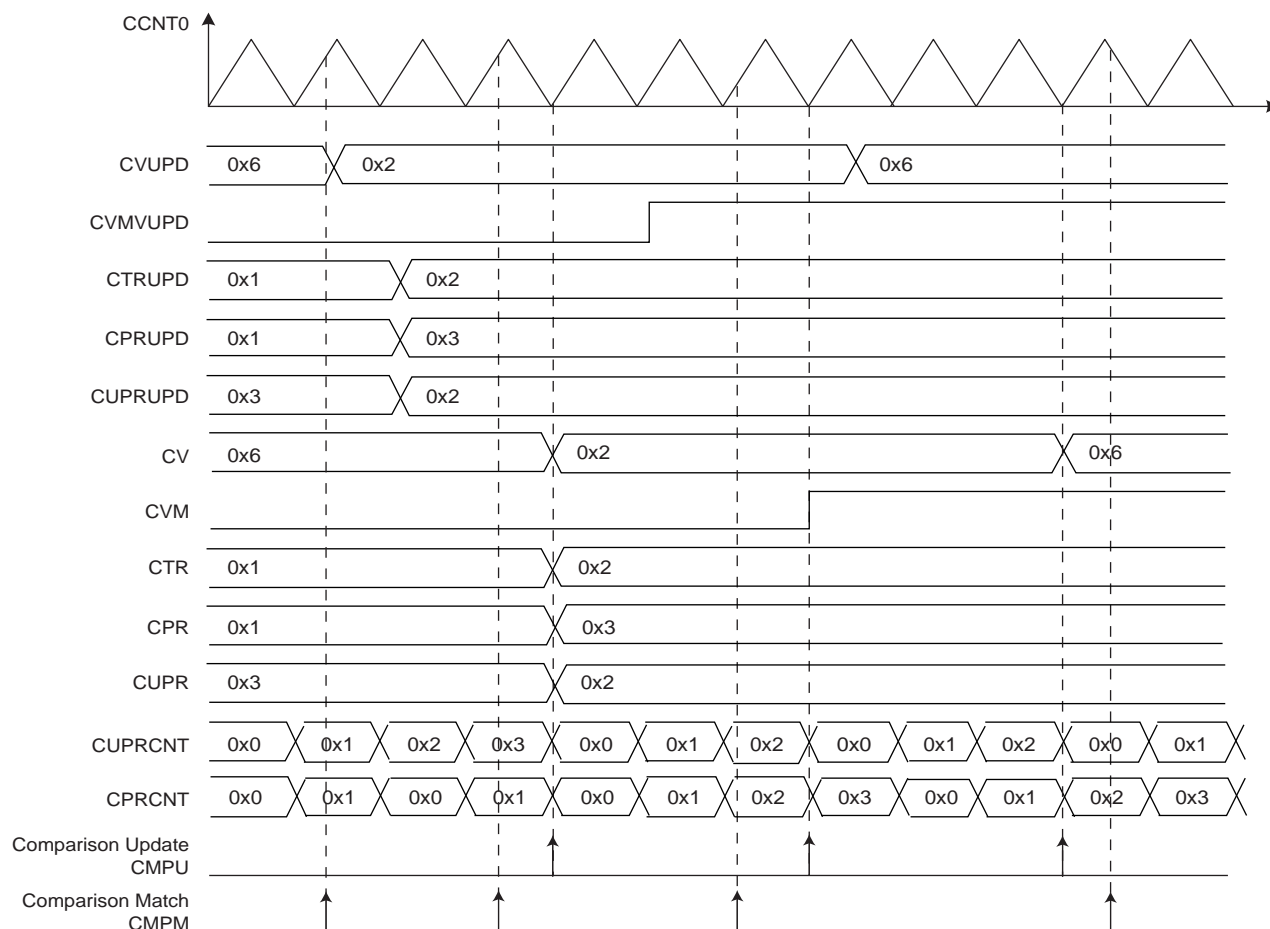 CCNT0
CVUPD 0x6 0x2 0x6
CVMVUPD
CTRUPD 0x1 0x2
CPRUPD 0x1 0x3
CUPRUPD 0x3 0x2
CV 0x6 0x2 0x6
CVM
CTR 0x1 0x2
CPR 0x1 0x3
CUPR 0x3 0x2
CUPRCNT 0x0 0x1 0x2 0x3 0x0 0x1 0x2 0x0 0x1 0x2 0x0 0x1
CPRCNT 0x0 0x1 0x0 0x1 0x0 0x1 0x2 0x3 0x0 0x1 0x2 0x3
Comparison Update
CMPU
Comparison Match
CMPM